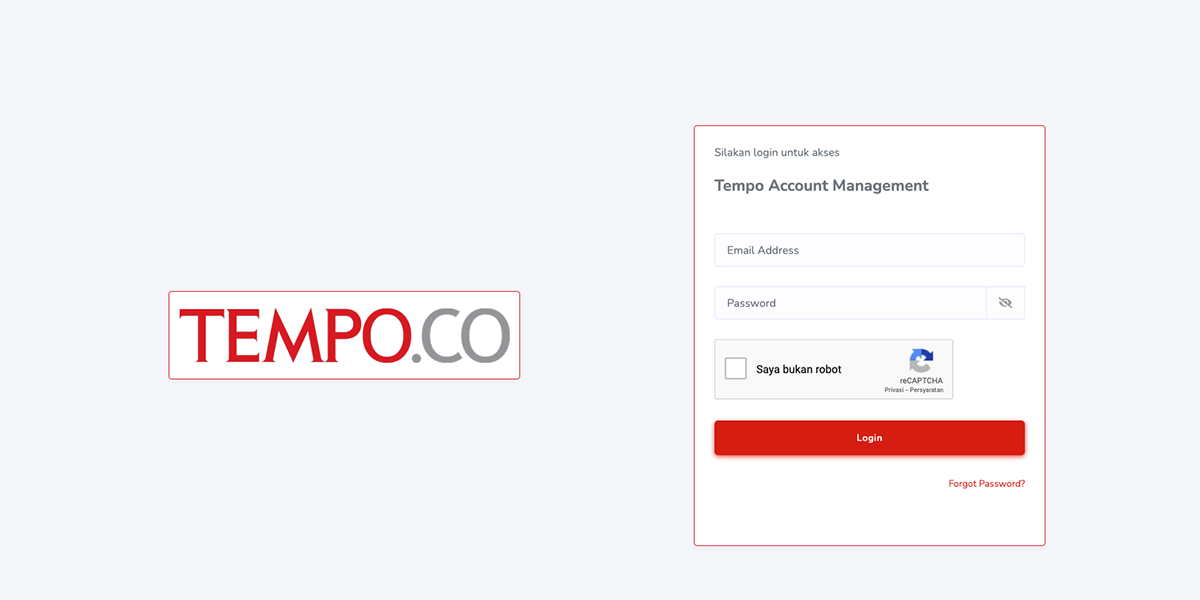 TEMPO.CO
Silakan login untuk akses
Tempo Account Management
Email Address
Password
Saya bukan robot
reCAPTCHA
Privasi - Persyaratan
Login
Forgot Password?